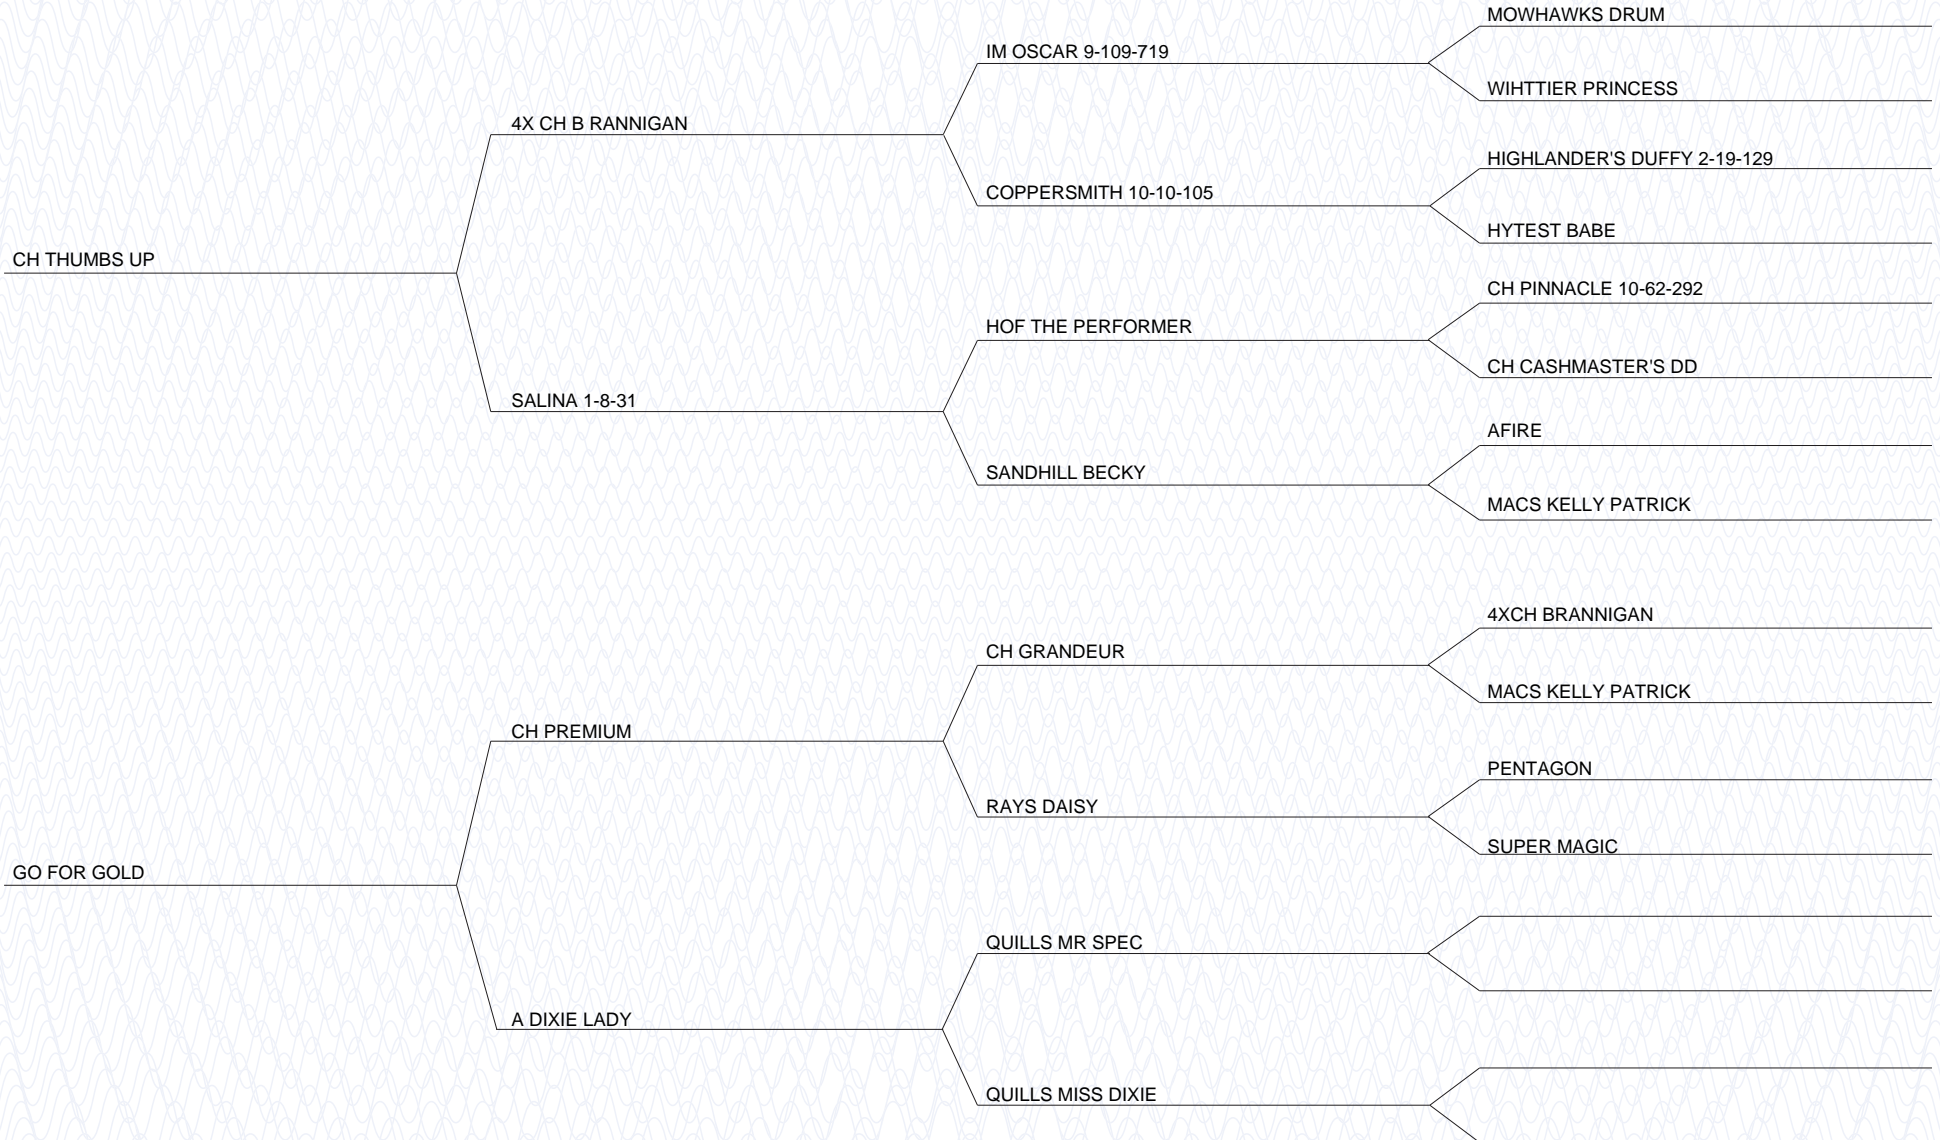 MOWHAWKS DRUM
IM OSCAR 9-109-719
WIHTTIER PRINCESS
4X CH B RANNIGAN
HIGHLANDER'S DUFFY 2-19-129
COPPERSMITH 10-10-105
HYTEST BABE
CH THUMBS UP
CH PINNACLE 10-62-292
HOF THE PERFORMER
CH CASHMASTER'S DD
SALINA 1-8-31
AFIRE
SANDHILL BECKY
MACS KELLY PATRICK
4XCH BRANNIGAN
CH GRANDEUR
MACS KELLY PATRICK
CH PREMIUM
PENTAGON
RAYS DAISY
SUPER MAGIC
GO FOR GOLD
QUILLS MR SPEC
A DIXIE LADY
QUILLS MISS DIXIE